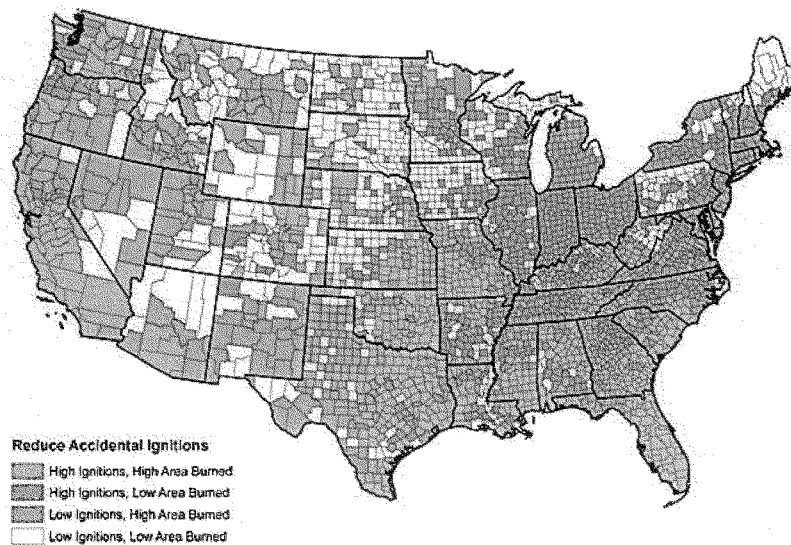 Reduce Accidental Ignitions
High Ignitions, High Area Burned
High Ignitions, Low Area Burned
Low Ignitions, High Area Burned
Low Ignitions, Low Area Burned